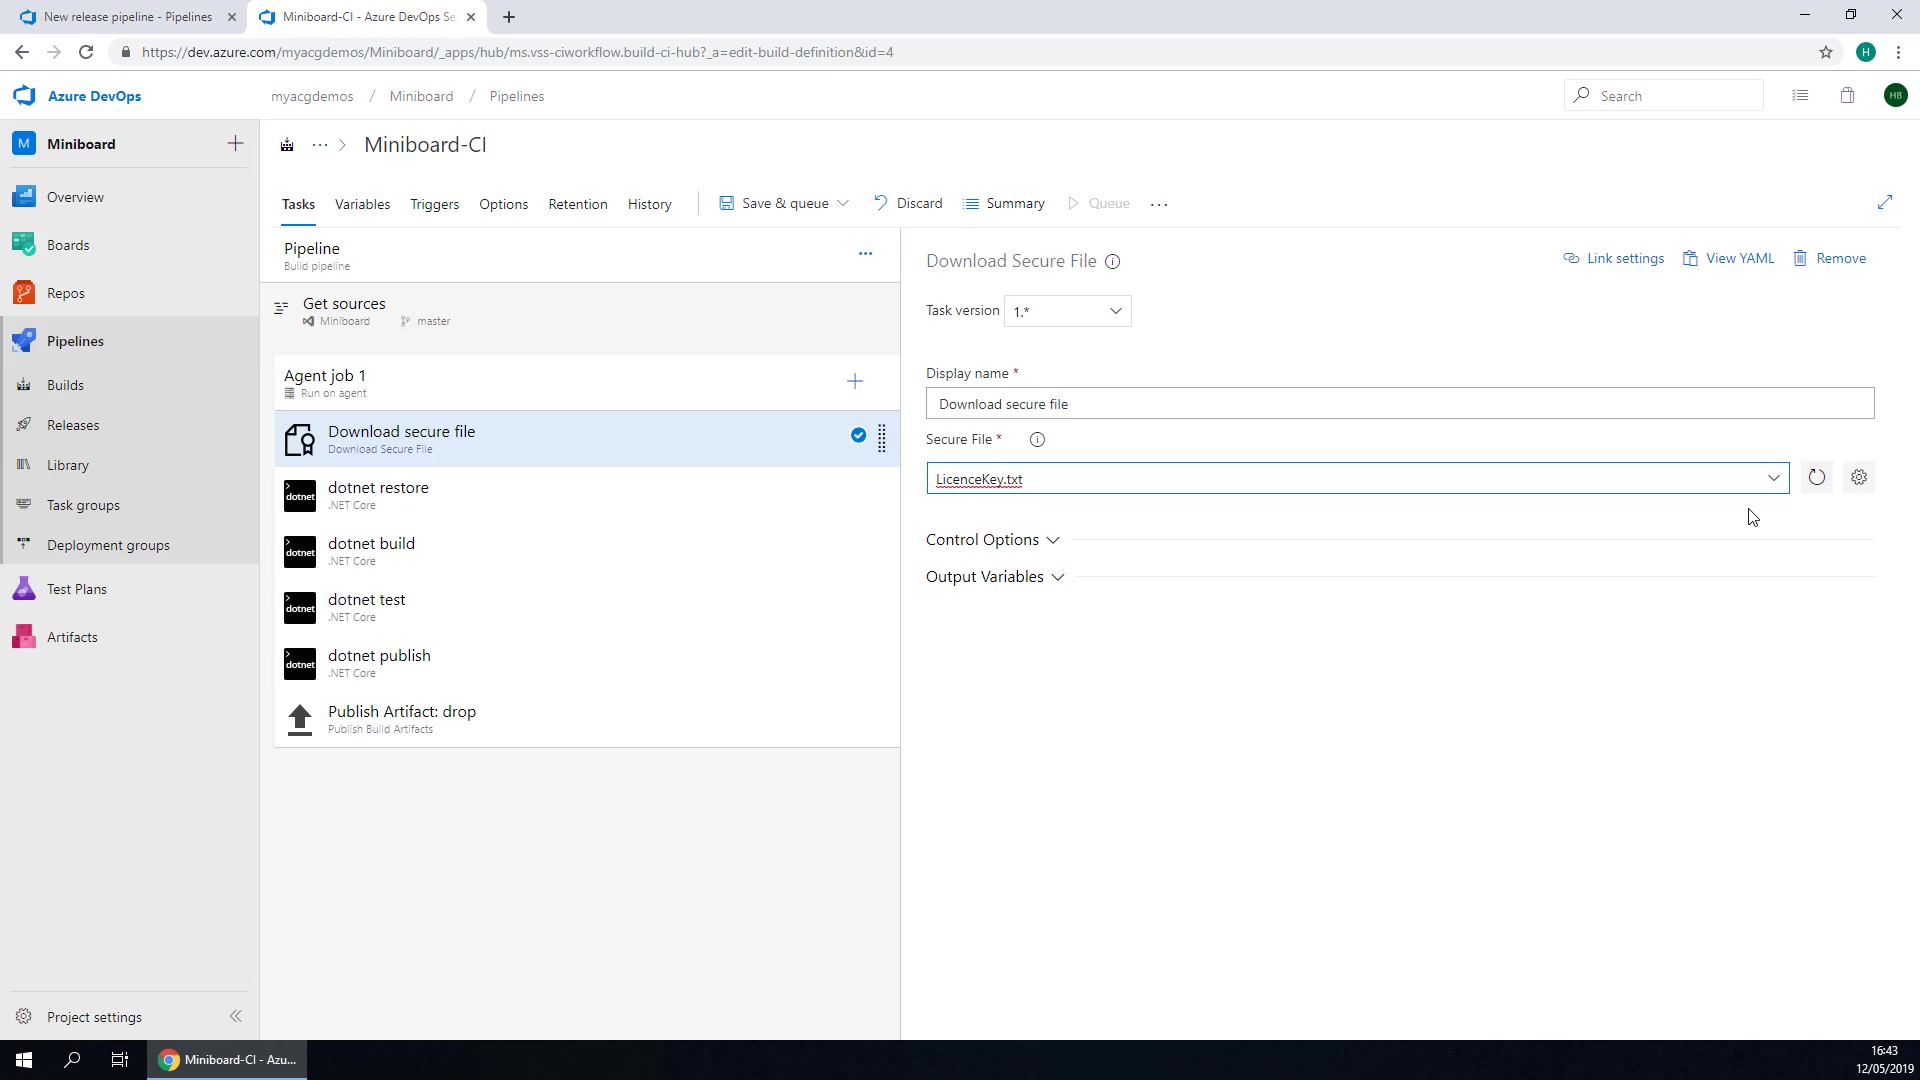 New release pipeline - Pipelines
Miniboard-CI - Azure DevOps Se
https://dev.azure.com/myacgdemos/Miniboard/_apps/hub/ms.vss-ciworkflow.build-ci-hub?_a=edit-build-definition&id=4
H
Azure DevOps
myacgdemos / Miniboard / Pipelines
Search
HB
M Miniboard
Overview
Boards
Repos
Pipelines
Builds
Releases
Library
Task groups
Deployment groups
Test Plans
Artifacts
Project settings
... > Miniboard-CI
Tasks Variables Triggers Options Retention History Save & queue Discard Summary Queue ...
Pipeline
Build pipeline
Get sources
Miniboard master
Agent job 1
Run on agent
Download secure file
Download Secure File
dotnet
dotnet restore
.NET Core
dotnet
dotnet build
.NET Core
dotnet
dotnet test
.NET Core
dotnet
dotnet publish
.NET Core
Publish Artifact: drop
Publish Build Artifacts
Download Secure File
Link settings View YAML Remove
Task version 1.*
Display name *
Download secure file
Secure File *
LicenceKey.txt
Control Options
Output Variables
Miniboard-CI - Azu...
16:43
12/05/2019